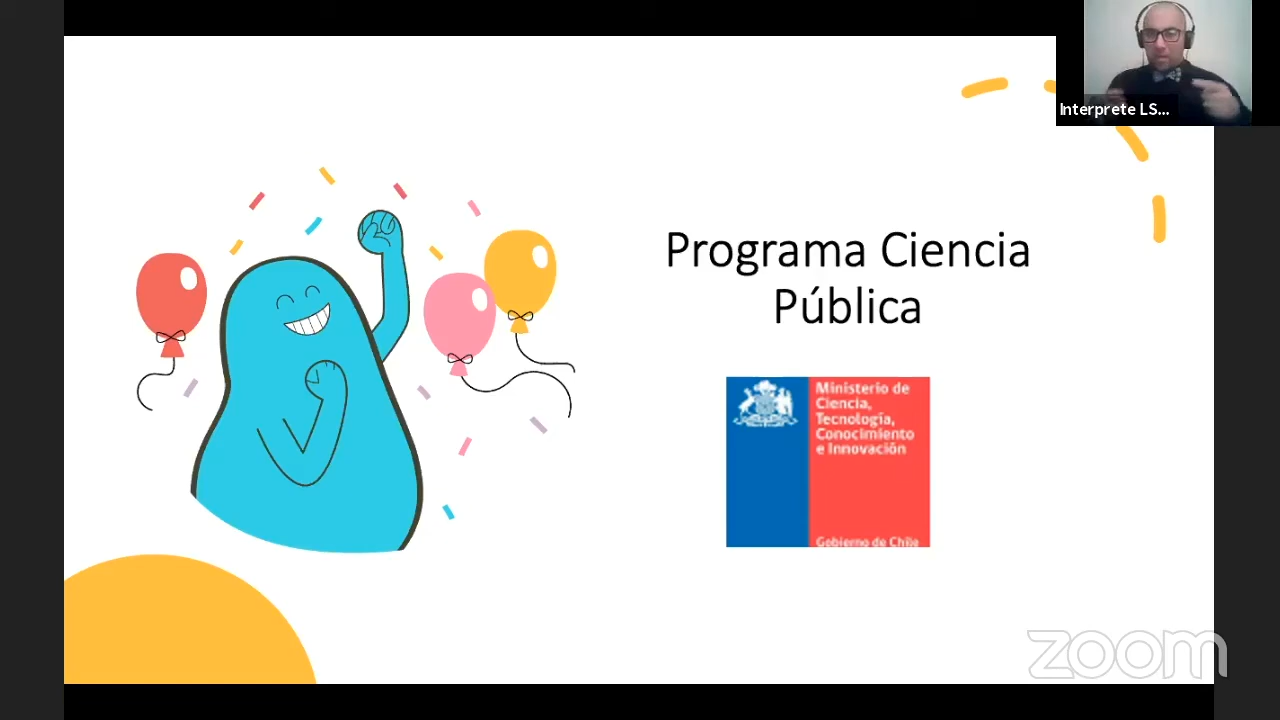 Interprete LS...
Programa Ciencia
Pública
Ministerio de
Ciencia,
Tecnología,
Conocimiento
e Innovación
Gobierno de Chile
zoom